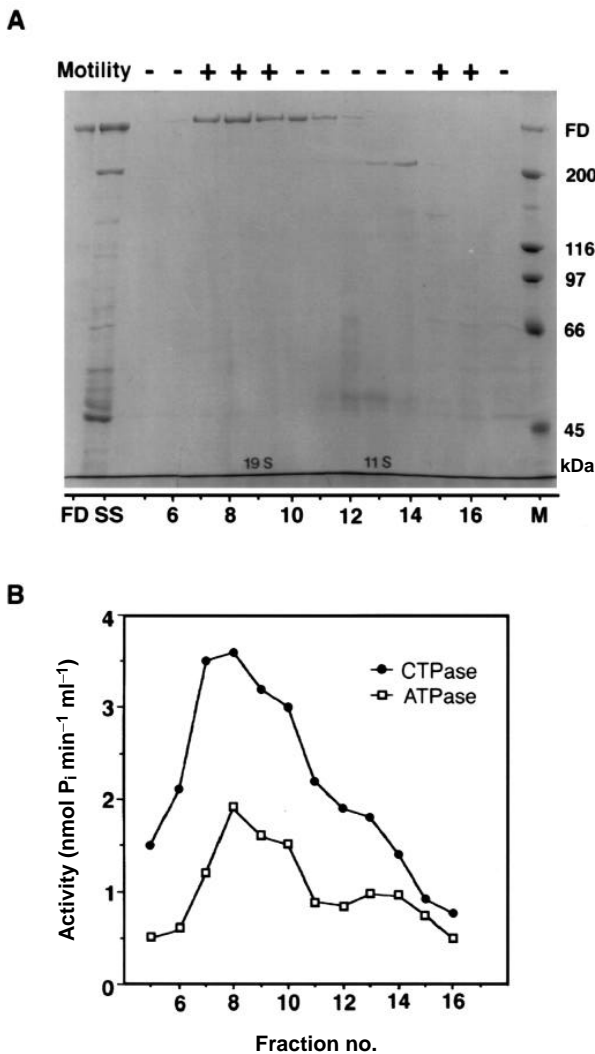 A
Motility - - + + + - - - - - + + -
FD
200
116
97
66
45
kDa
19 S 11 S
FD SS 6 8 10 12 14 16 M
B
4
3
2
1
0
Activity (nmol Pi min⁻¹ ml⁻¹)
CTPase
ATPase
6 8 10 12 14 16
Fraction no.